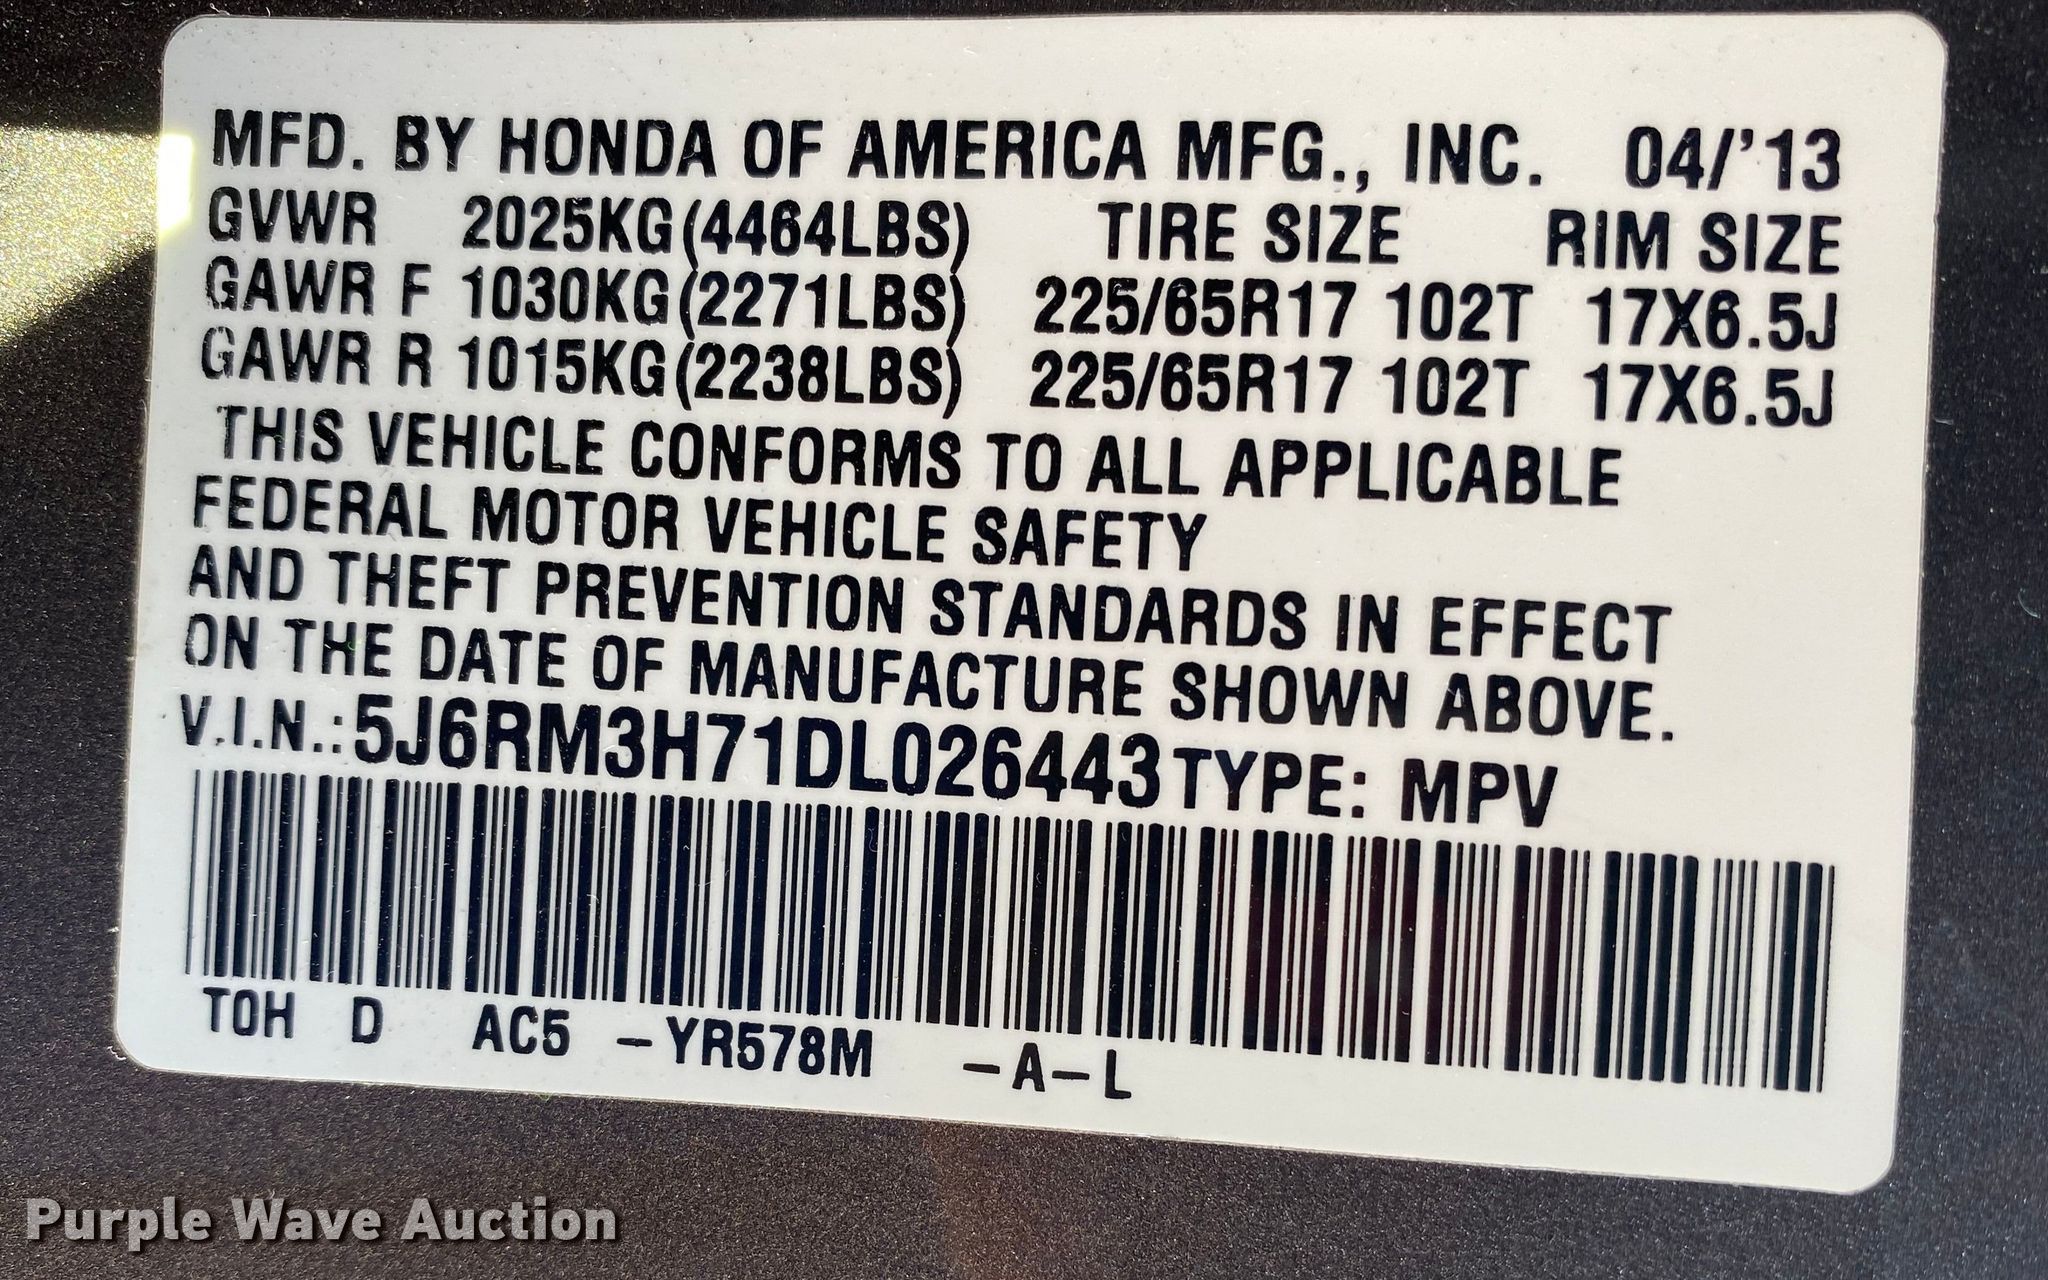 MFD. BY HONDA OF AMERICA MFG., INC. 04/'13
GVWR 2025KG(4464LBS) TIRE SIZE RIM SIZE
GAWR F 1030KG(2271LBS) 225/65R17 102T 17X6.5J
GAWR R 1015KG(2238LBS) 225/65R17 102T 17X6.5J
THIS VEHICLE CONFORMS TO ALL APPLICABLE
FEDERAL MOTOR VEHICLE SAFETY
AND THEFT PREVENTION STANDARDS IN EFFECT
ON THE DATE OF MANUFACTURE SHOWN ABOVE.
V.I.N.: 5J6RM3H71DL026443 TYPE: MPV
TOH D AC5 -YR578M -A-L
Purple Wave Auction